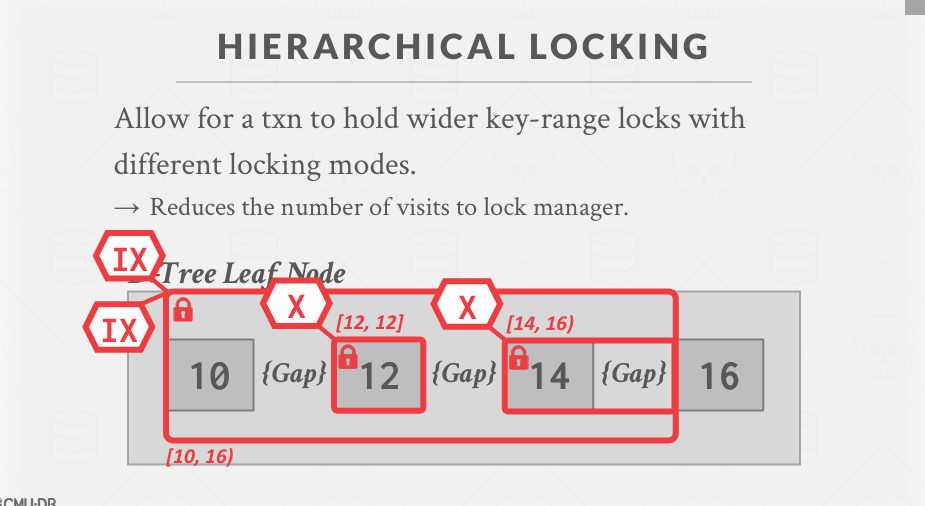 HIERARCHICAL LOCKING
Allow for a txn to hold wider key-range locks with
different locking modes.
→ Reduces the number of visits to lock manager.
IX
Tree Leaf Node
IX
X
[12, 12]
X
[14, 16)
10 {Gap} 12 {Gap} 14 {Gap} 16
[10, 16)
CMU-DB